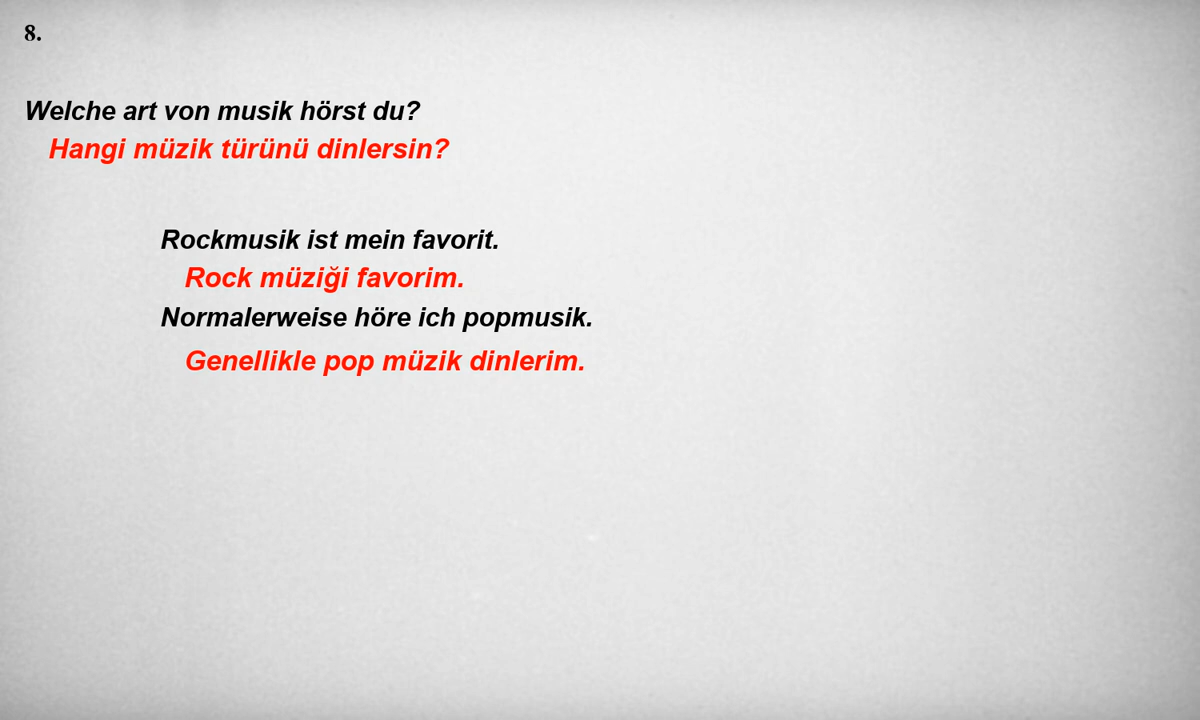 8.
Welche art von musik hörst du?
Hangi müzik türünü dinlersin?
Rockmusik ist mein favorit.
Rock müziği favorim.
Normalerweise höre ich popmusik.
Genellikle pop müzik dinlerim.